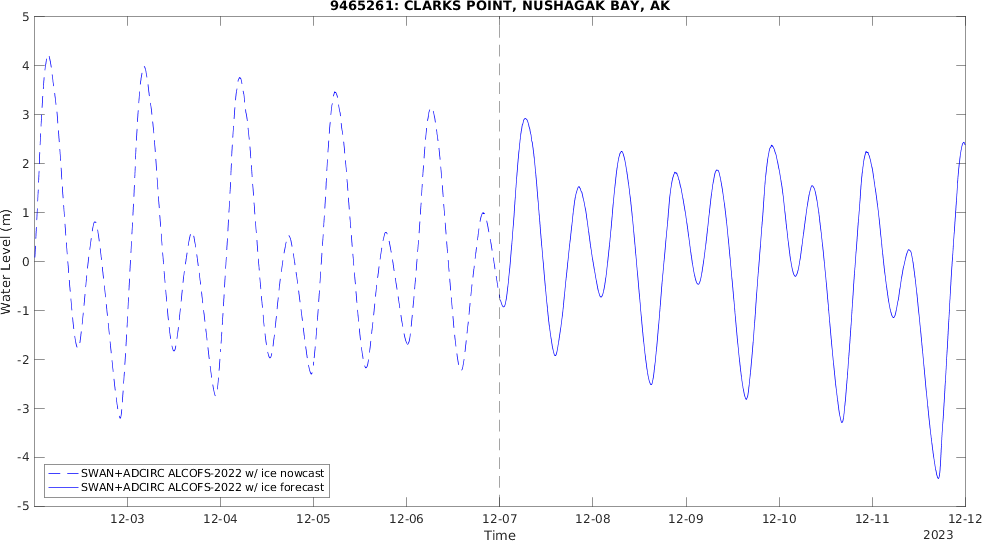 9465261: CLARKS POINT, NUSHAGAK BAY, AK
5
4
3
2
1
0
-1
-2
-3
-4
-5
Water Level (m)
SWAN+ADCIRC ALCOFS-2022 w/ ice nowcast
SWAN+ADCIRC ALCOFS-2022 w/ ice forecast
12-03 12-04 12-05 12-06 12-07 12-08 12-09 12-10 12-11 12-12
Time
2023